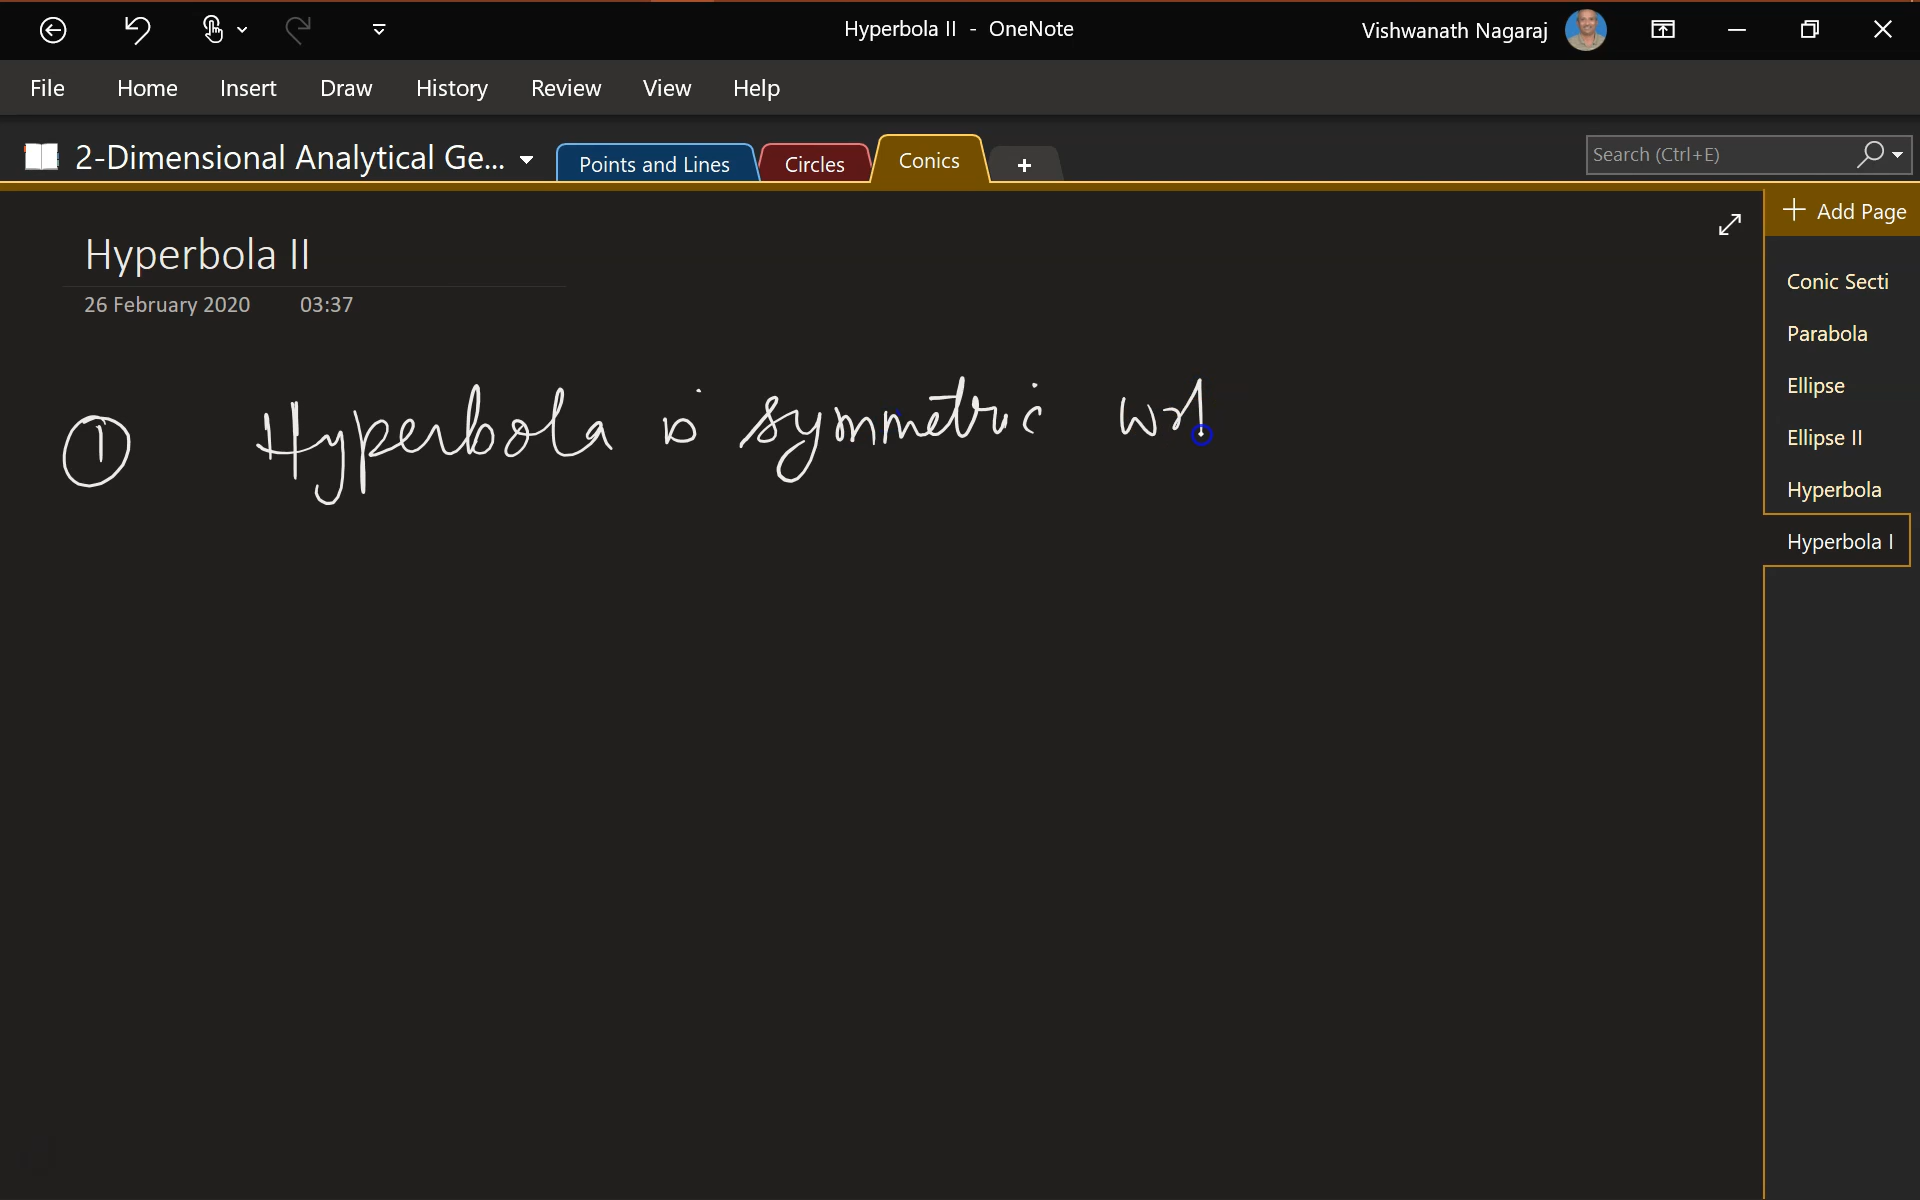 Hyperbola II - OneNote
Vishwanath Nagaraj
File Home Insert Draw History Review View Help
2-Dimensional Analytical Ge...
Points and Lines
Circles
Conics
+
Search (Ctrl+E)
Add Page
Hyperbola II
26 February 2020 03:37
① Hyperbola is symmetric wrt
Conic Secti
Parabola
Ellipse
Ellipse II
Hyperbola
Hyperbola I